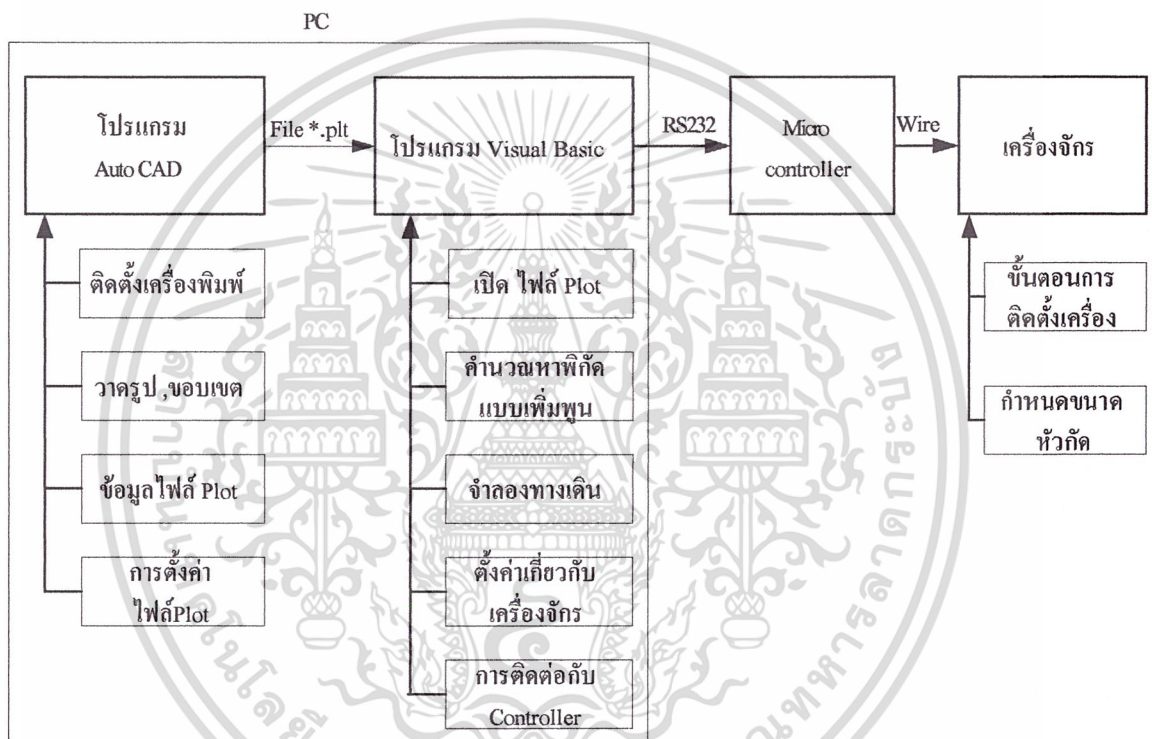 PC
โปรแกรม
Auto CAD
File *.plt
โปรแกรม Visual Basic
RS232
Micro
controller
Wire
เครื่องจักร
ติดตั้งเครื่องพิมพ์
วาดรูป ,ขอบเขต
ข้อมูลไฟล์ Plot
การตั้งค่า
ไฟล์Plot
เปิด ไฟล์ Plot
คำนวณหาพิกัด
แบบเพิ่มพูน
จำลองทางเดิน
ตั้งค่าเกี่ยวกับ
เครื่องจักร
การติดต่อกับ
Controller
ขั้นตอนการ
ติดตั้งเครื่อง
กำหนดขนาด
หัวกัด